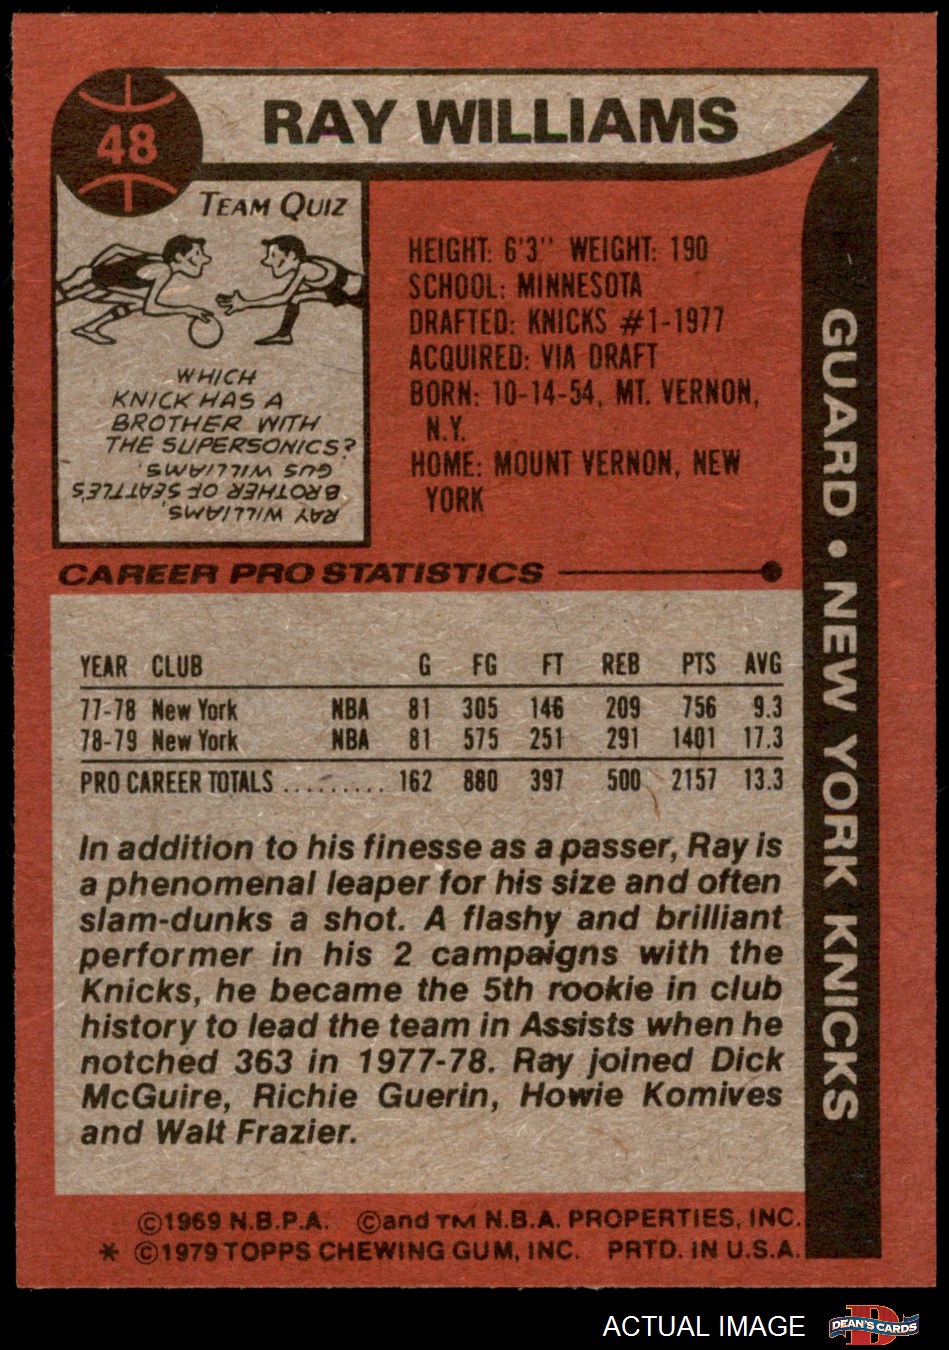 48
RAY WILLIAMS
TEAM QUIZ
WHICH
KNICK HAS A
BROTHER WITH
THE SUPERSONICS?
RAY WILLIAMS,
BROTHER OF SEATTLE'S
GUS WILLIAMS.
HEIGHT: 6'3" WEIGHT: 190
SCHOOL: MINNESOTA
DRAFTED: KNICKS #1-1977
ACQUIRED: VIA DRAFT
BORN: 10-14-54, MT. VERNON,
N.Y.
HOME: MOUNT VERNON, NEW
YORK
GUARD • NEW YORK KNICKS
CAREER PRO STATISTICS
YEAR CLUB G FG FT REB PTS AVG
77-78 New York NBA 81 305 146 209 756 9.3
78-79 New York NBA 81 575 251 291 1401 17.3
PRO CAREER TOTALS .......... 162 880 397 500 2157 13.3
In addition to his finesse as a passer, Ray is
a phenomenal leaper for his size and often
slam-dunks a shot. A flashy and brilliant
performer in his 2 campaigns with the
Knicks, he became the 5th rookie in club
history to lead the team in Assists when he
notched 363 in 1977-78. Ray joined Dick
McGuire, Richie Guerin, Howie Komives
and Walt Frazier.
©1969 N.B.P.A. ©and TM N.B.A. PROPERTIES, INC.
* ©1979 TOPPS CHEWING GUM, INC. PRTD. IN U.S.A.
ACTUAL IMAGE
D
DEAN'S CARDS